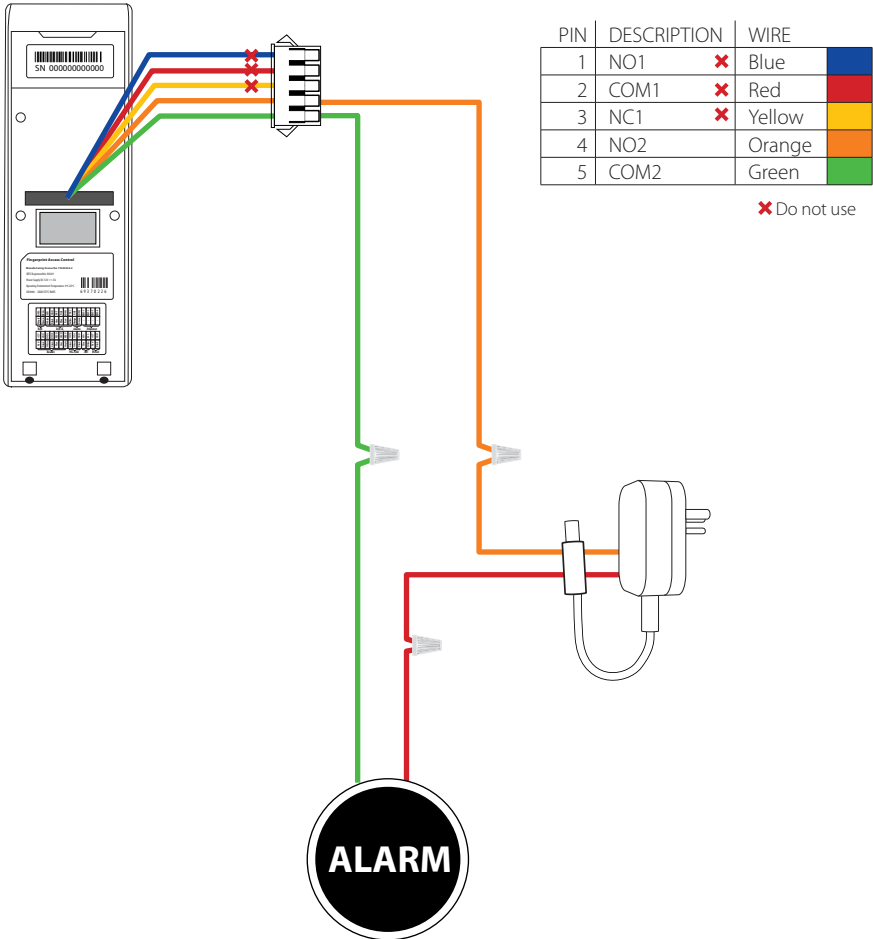 SN 000000000000
Fingerprint Access Control
69370226
PIN DESCRIPTION WIRE
1 NO1 Blue
2 COM1 Red
3 NC1 Yellow
4 NO2 Orange
5 COM2 Green
Do not use
ALARM